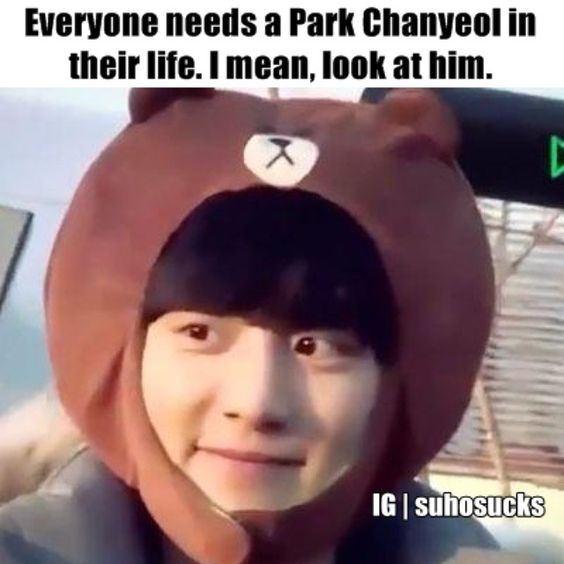 Everyone needs a Park Chanyeol in
their life. I mean, look at him.
IG | suhosucks